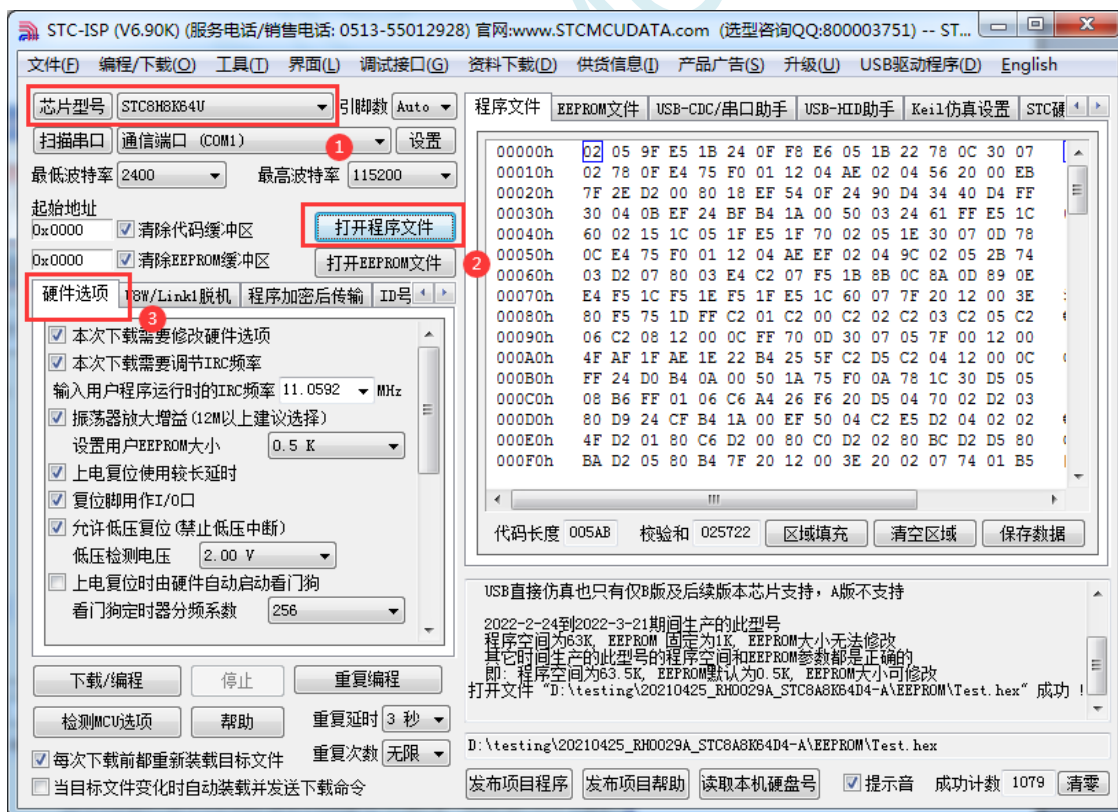 STC-ISP (V6.90K) (服务电话/销售电话: 0513-55012928) 官网:www.STCMCUDATA.com (选型咨询QQ:800003751) -- ST...
文件(F) 编程/下载(O) 工具(T) 界面(L) 调试接口(G) 资料下载(D) 供货信息(I) 产品广告(S) 升级(U) USB驱动程序(D) English
芯片型号 STC8H8K64U 引脚数 Auto
扫描串口 通信端口 (COM1) 设置
1
最低波特率 2400 最高波特率 115200
起始地址
0x0000 清除代码缓冲区 打开程序文件
0x0000 清除EEPROM缓冲区 打开EEPROM文件
2
硬件选项 U8W/Link1脱机 程序加密后传输 ID号
3
本次下载需要修改硬件选项
本次下载需要调节IRC频率
输入用户程序运行时的IRC频率 11.0592 MHz
振荡器放大增益(12M以上建议选择)
设置用户EEPROM大小 0.5 K
上电复位使用较长延时
复位脚用作I/O口
允许低压复位(禁止低压中断)
低压检测电压 2.00 V
上电复位时由硬件自动启动看门狗
看门狗定时器分频系数 256
下载/编程 停止 重复编程
检测MCU选项 帮助 重复延时 3 秒
每次下载前都重新装载目标文件 重复次数 无限
当目标文件变化时自动装载并发送下载命令
程序文件 EEPROM文件 USB-CDC/串口助手 USB-HID助手 Keil仿真设置 STC硬
00000h 02 05 9F E5 1B 24 0F F8 E6 05 1B 22 78 0C 30 07
00010h 02 78 0F E4 75 F0 01 12 04 AE 02 04 56 20 00 EB
00020h 7F 2E D2 00 80 18 EF 54 0F 24 90 D4 34 40 D4 FF
00030h 30 04 0B EF 24 BF B4 1A 00 50 03 24 61 FF E5 1C
00040h 60 02 15 1C 05 1F E5 1F 70 02 05 1E 30 07 0D 78
00050h 0C E4 75 F0 01 12 04 AE EF 02 04 9C 02 05 2B 74
00060h 03 D2 07 80 03 E4 C2 07 F5 1B 8B 0C 8A 0D 89 0E
00070h E4 F5 1C F5 1E F5 1F E5 1C 60 07 7F 20 12 00 3E
00080h 80 F5 75 1D FF C2 01 C2 00 C2 02 C2 03 C2 05 C2
00090h 06 C2 08 12 00 0C FF 70 0D 30 07 05 7F 00 12 00
000A0h 4F AF 1F AE 1E 22 B4 25 5F C2 D5 C2 04 12 00 0C
000B0h FF 24 D0 B4 0A 00 50 1A 75 F0 0A 78 1C 30 D5 05
000C0h 08 B6 FF 01 06 C6 A4 26 F6 20 D5 04 70 02 D2 03
000D0h 80 D9 24 CF B4 1A 00 EF 50 04 C2 E5 D2 04 02 02
000E0h 4F D2 01 80 C6 D2 00 80 C0 D2 02 80 BC D2 D5 80
000F0h BA D2 05 80 B4 7F 20 12 00 3E 20 02 07 74 01 B5
代码长度 005AB 校验和 025722 区域填充 清空区域 保存数据
USB直接仿真也只有仅B版及后续版本芯片支持，A版不支持
2022-2-24到2022-3-21期间生产的此型号
程序空间为63K, EEPROM 固定为1K, EEPROM大小无法修改
其它时间生产的此型号的程序空间和EEPROM参数都是正确的
即: 程序空间为63.5K, EEPROM默认为0.5K, EEPROM大小可修改
打开文件 "D:\testing\20210425_RH0029A_STC8A8K64D4-A\EEPROM\Test.hex" 成功 !
D:\testing\20210425_RH0029A_STC8A8K64D4-A\EEPROM\Test.hex
发布项目程序 发布项目帮助 读取本机硬盘号 提示音 成功计数 1079 清零